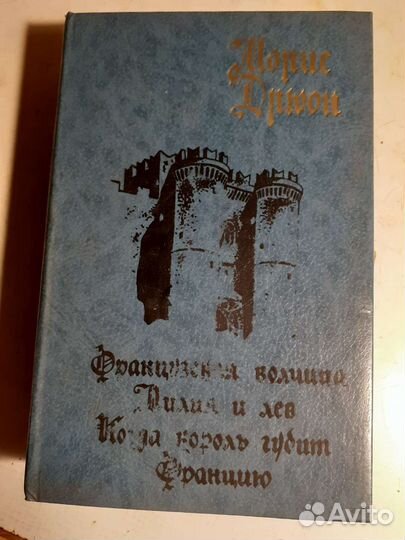 Морис
Дрюон
Французская волчица
Лилия и лев
Когда король губит
Францию
Avito